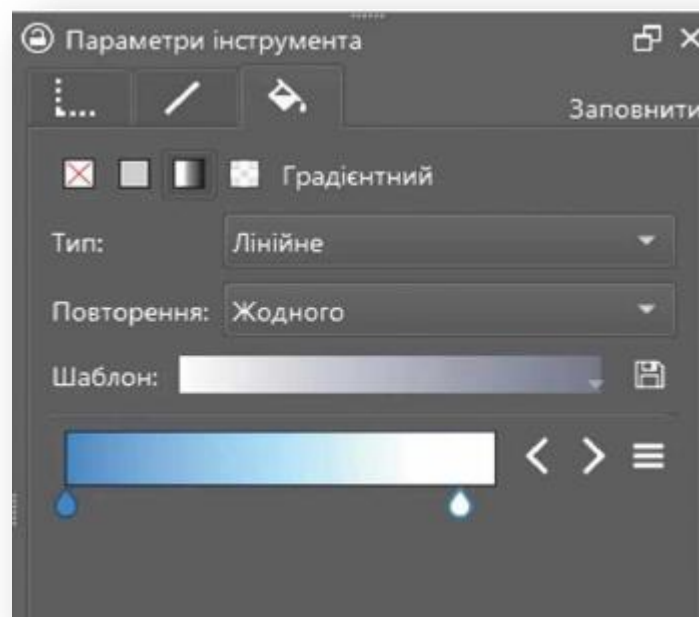 Параметри інструмента
Заповнити
Градієнтний
Тип: Лінійне
Повторення: Жодного
Шаблон: